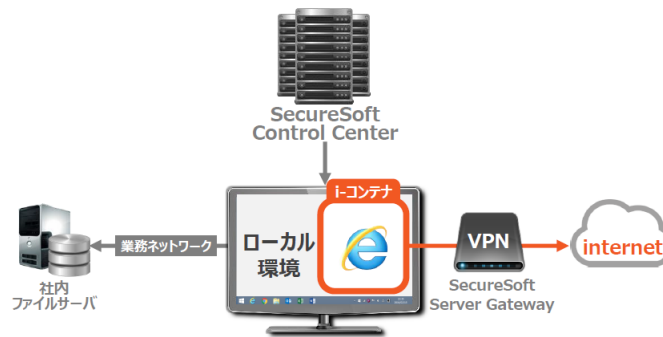 SecureSoft
Control Center
i-コンテナ
業務ネットワーク
ローカル
環境
VPN
internet
社内
ファイルサーバ
SecureSoft
Server Gateway